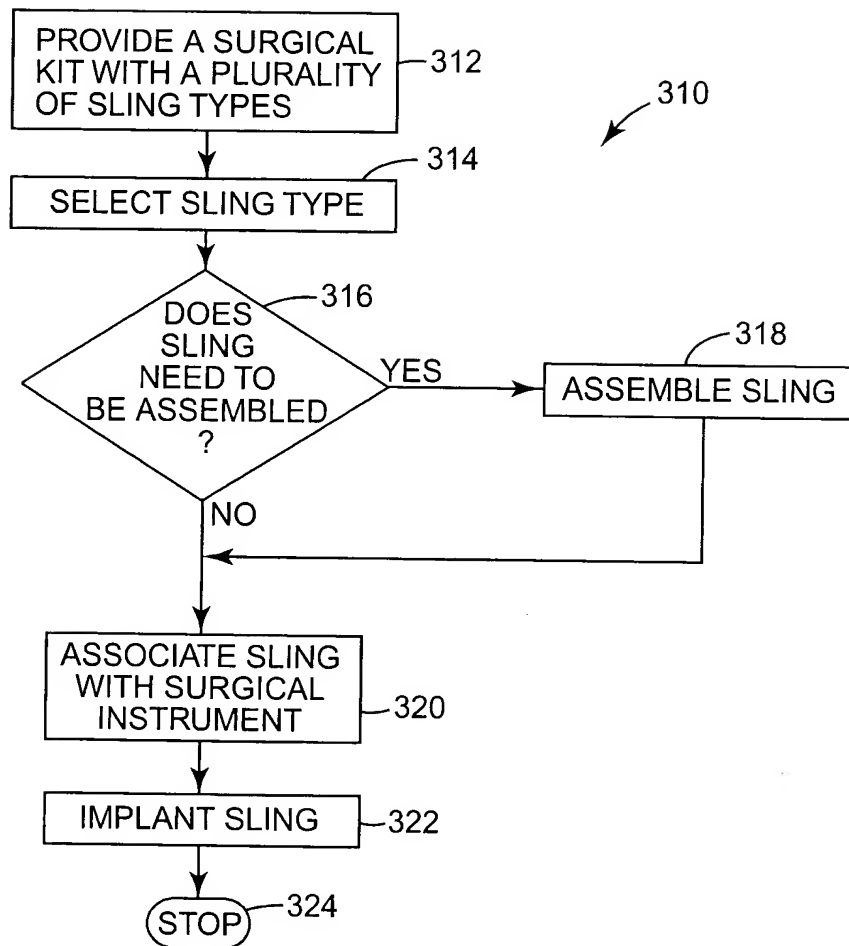 PROVIDE A SURGICAL
KIT WITH A PLURALITY
OF SLING TYPES
312
310
314
SELECT SLING TYPE
316
DOES
SLING
NEED TO
BE ASSEMBLED
?
YES
318
ASSEMBLE SLING
NO
ASSOCIATE SLING
WITH SURGICAL
INSTRUMENT
320
IMPLANT SLING
322
STOP
324